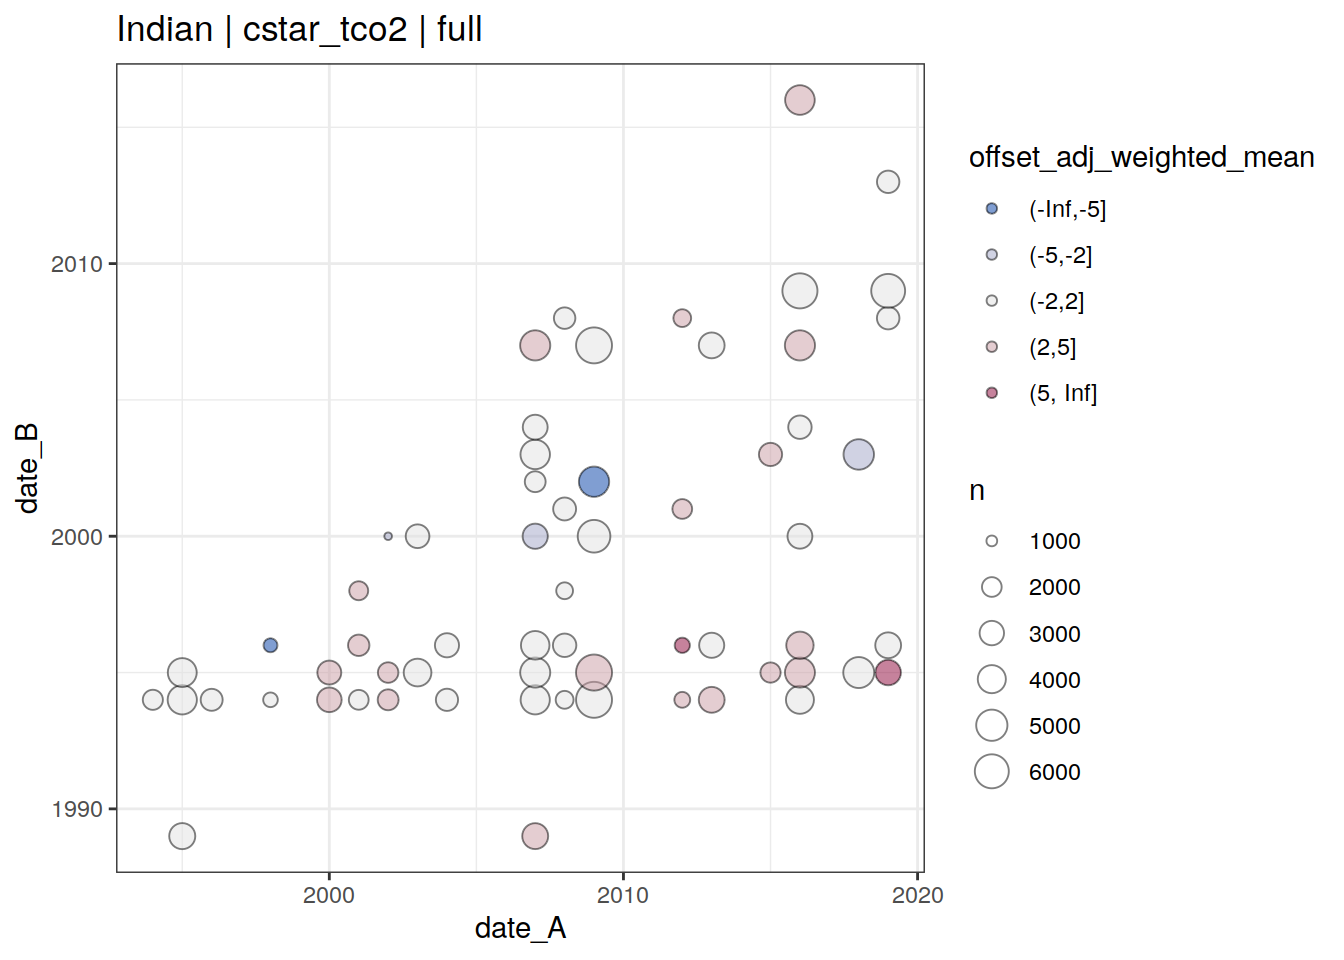 Indian | cstar_tco2 | full
offset_adj_weighted_mean
(-Inf,-5]
(-5,-2]
(-2,2]
(2,5]
(5, Inf]
n
1000
2000
3000
4000
5000
6000
date_B
2010
2000
1990
2000
2010
2020
date_A